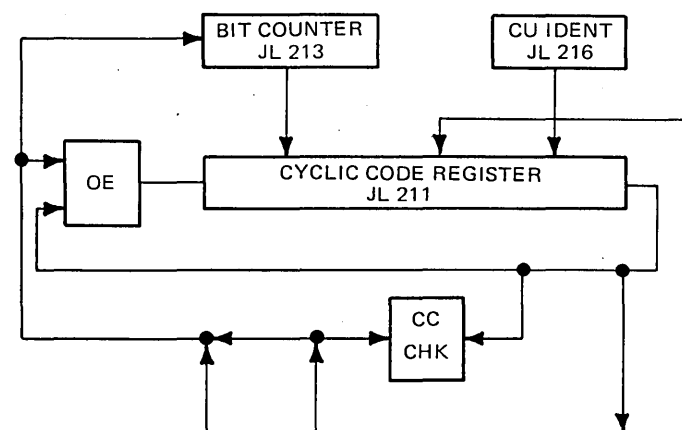 BIT COUNTER
JL 213
CU IDENT
JL 216
OE
CYCLIC CODE REGISTER
JL 211
CC
CHK